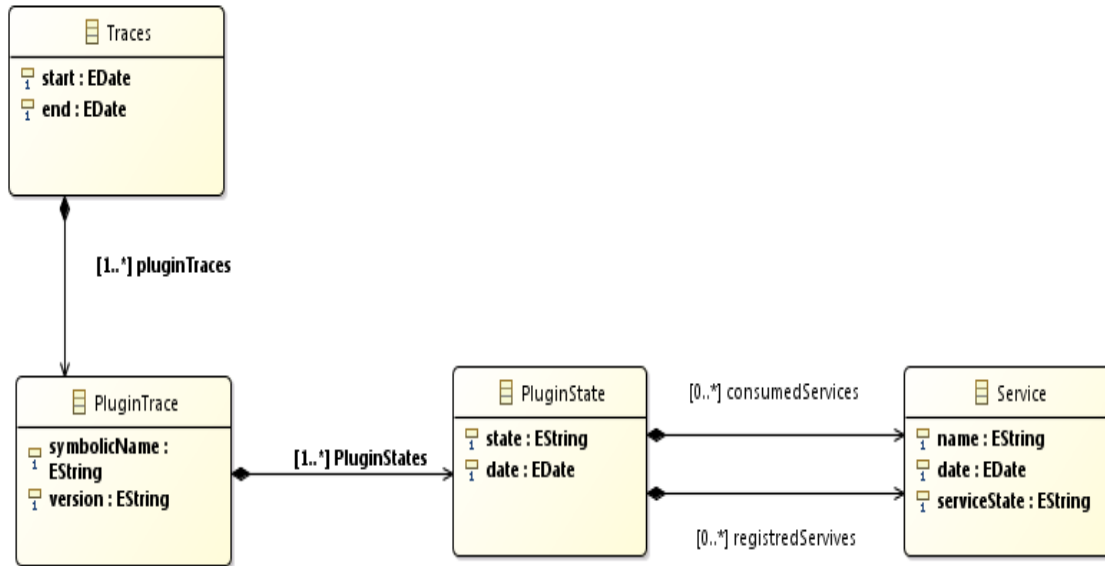 Traces
start : EDate
1
end : EDate
1
[1..*] pluginTraces
PluginTrace
symbolicName :
1
EString
version : EString
1
[1..*] PluginStates
PluginState
state : EString
1
date : EDate
1
[0..*] consumedServices
[0..*] registredServives
Service
name : EString
1
date : EDate
1
serviceState : EString
1